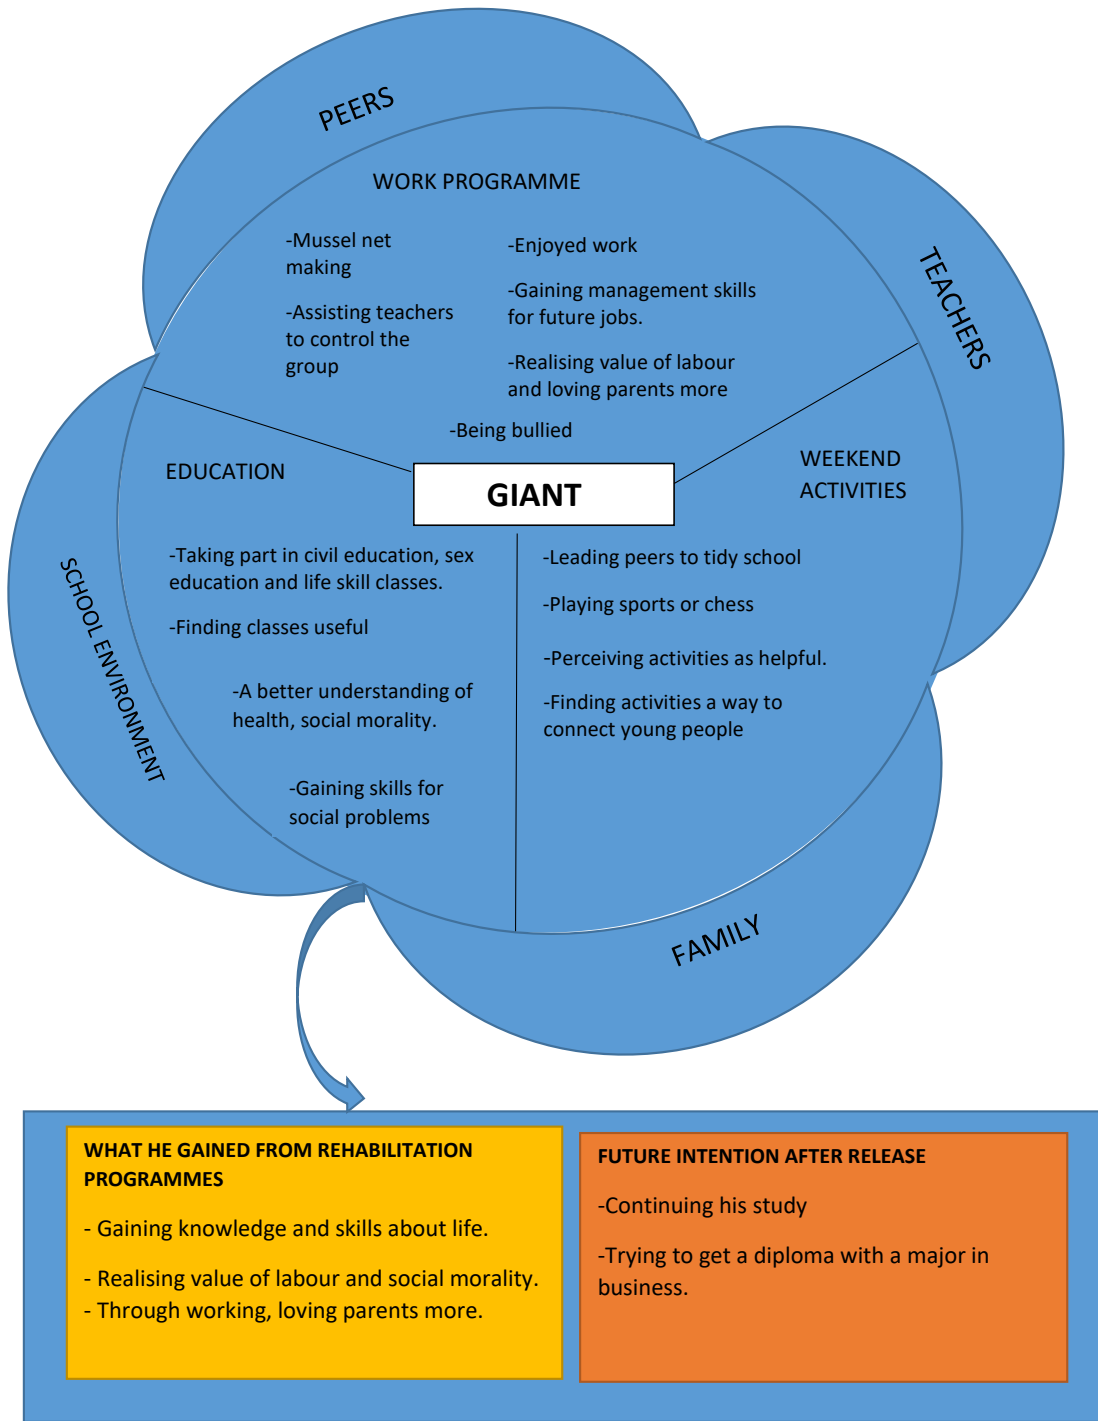 PEERS
TEACHERS
WORK PROGRAMME
-Mussel net
making
-Assisting teachers
to control the
group
-Enjoyed work
-Gaining management skills
for future jobs.
-Realising value of labour
and loving parents more
-Being bullied
GIANT
EDUCATION
-Taking part in civil education, sex
education and life skill classes.
-Finding classes useful
-A better understanding of
health, social morality.
-Gaining skills for
social problems
WEEKEND
ACTIVITIES
-Leading peers to tidy school
-Playing sports or chess
-Perceiving activities as helpful.
-Finding activities a way to
connect young people
SCHOOL ENVIRONMENT
FAMILY
WHAT HE GAINED FROM REHABILITATION
PROGRAMMES
- Gaining knowledge and skills about life.
- Realising value of labour and social morality.
- Through working, loving parents more.
FUTURE INTENTION AFTER RELEASE
-Continuing his study
-Trying to get a diploma with a major in
business.